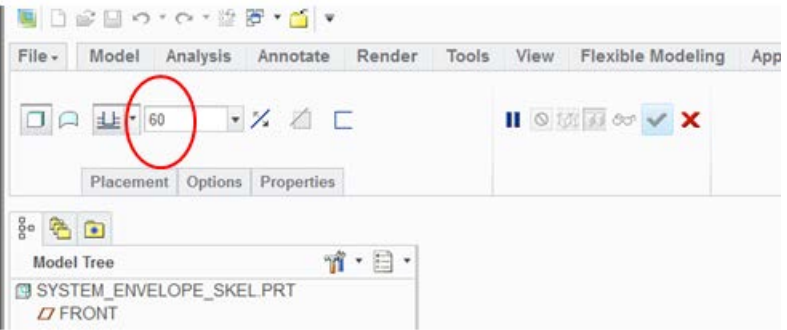 File Model Analysis Annotate Render Tools View Flexible Modeling App
60
Placement Options Properties
Model Tree
SYSTEM_ENVELOPE_SKEL.PRT
FRONT